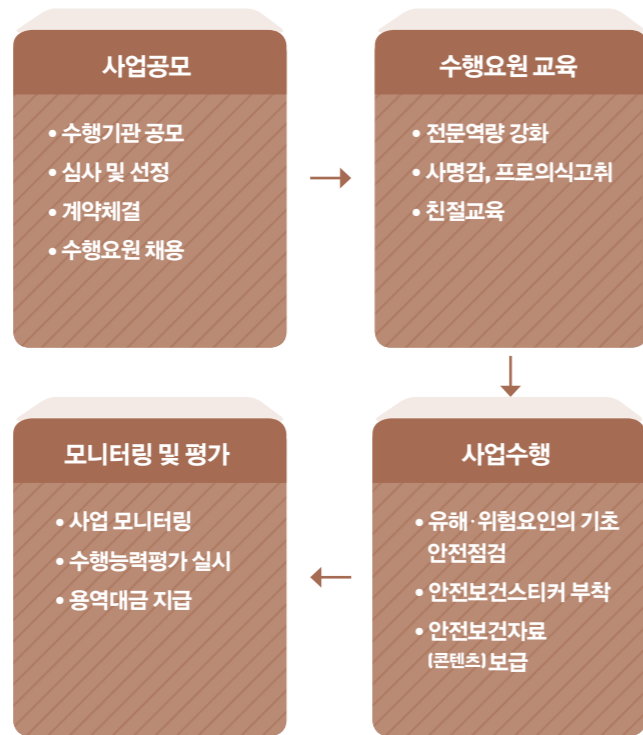 사업공모
• 수행기관 공모
• 심사 및 선정
• 계약체결
• 수행요원 채용
수행요원 교육
• 전문역량 강화
• 사명감, 프로의식고취
• 친절교육
사업수행
• 유해·위험요인의 기초
안전점검
• 안전보건스티커 부착
• 안전보건자료
(콘텐츠) 보급
모니터링 및 평가
• 사업 모니터링
• 수행능력평가 실시
• 용역대금 지급